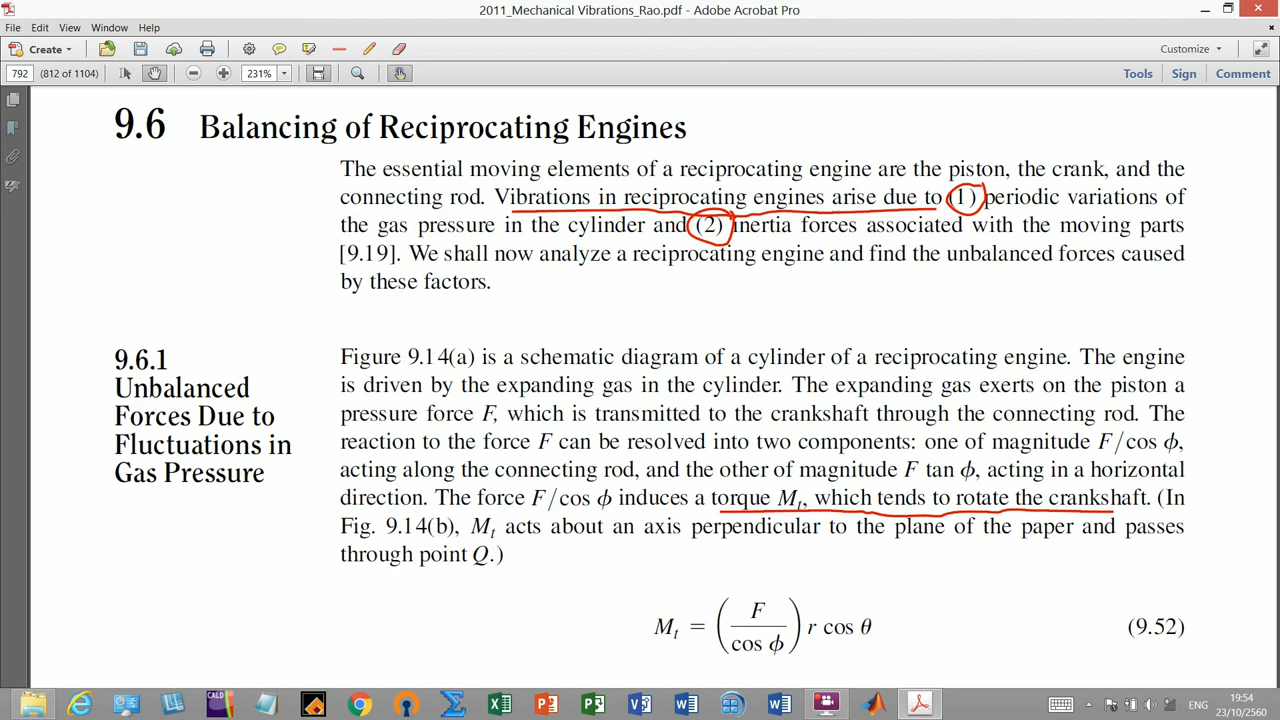 2011_Mechanical Vibrations_Rao.pdf - Adobe Acrobat Pro
File Edit View Window Help
Create
Customize
792 (812 of 1104)
231%
Tools Sign Comment
9.6 Balancing of Reciprocating Engines
The essential moving elements of a reciprocating engine are the piston, the crank, and the
connecting rod. Vibrations in reciprocating engines arise due to (1) periodic variations of
the gas pressure in the cylinder and (2) inertia forces associated with the moving parts
[9.19]. We shall now analyze a reciprocating engine and find the unbalanced forces caused
by these factors.
9.6.1
Unbalanced
Forces Due to
Fluctuations in
Gas Pressure
Figure 9.14(a) is a schematic diagram of a cylinder of a reciprocating engine. The engine
is driven by the expanding gas in the cylinder. The expanding gas exerts on the piston a
pressure force F, which is transmitted to the crankshaft through the connecting rod. The
reaction to the force F can be resolved into two components: one of magnitude F/cos ϕ,
acting along the connecting rod, and the other of magnitude F tan ϕ, acting in a horizontal
direction. The force F/cos ϕ induces a torque Mt, which tends to rotate the crankshaft. (In
Fig. 9.14(b), Mt acts about an axis perpendicular to the plane of the paper and passes
through point Q.)
Mt = (F / cos ϕ) r cos θ (9.52)
CALD
ENG
19:54
23/10/2560